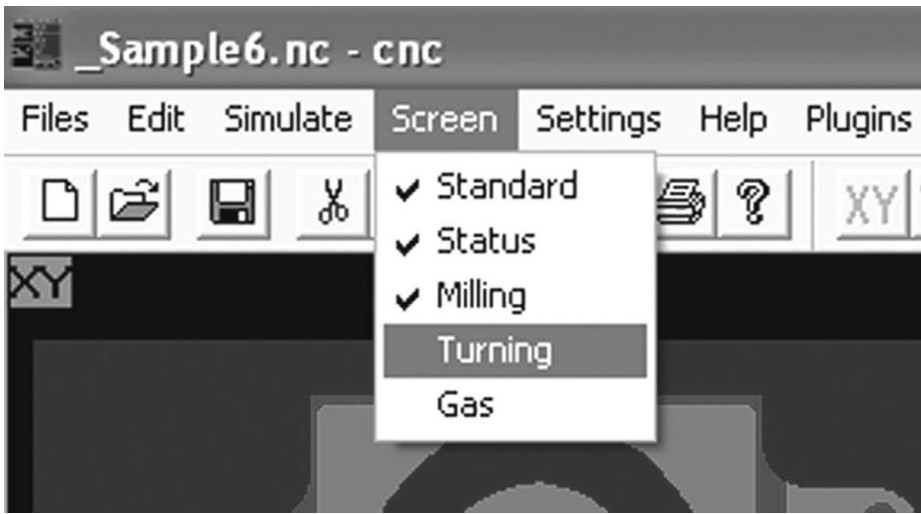 _Sample6.nc - cnc
Files Edit Simulate Screen Settings Help Plugins
Standard
Status
Milling
Turning
Gas
?
XY
XY